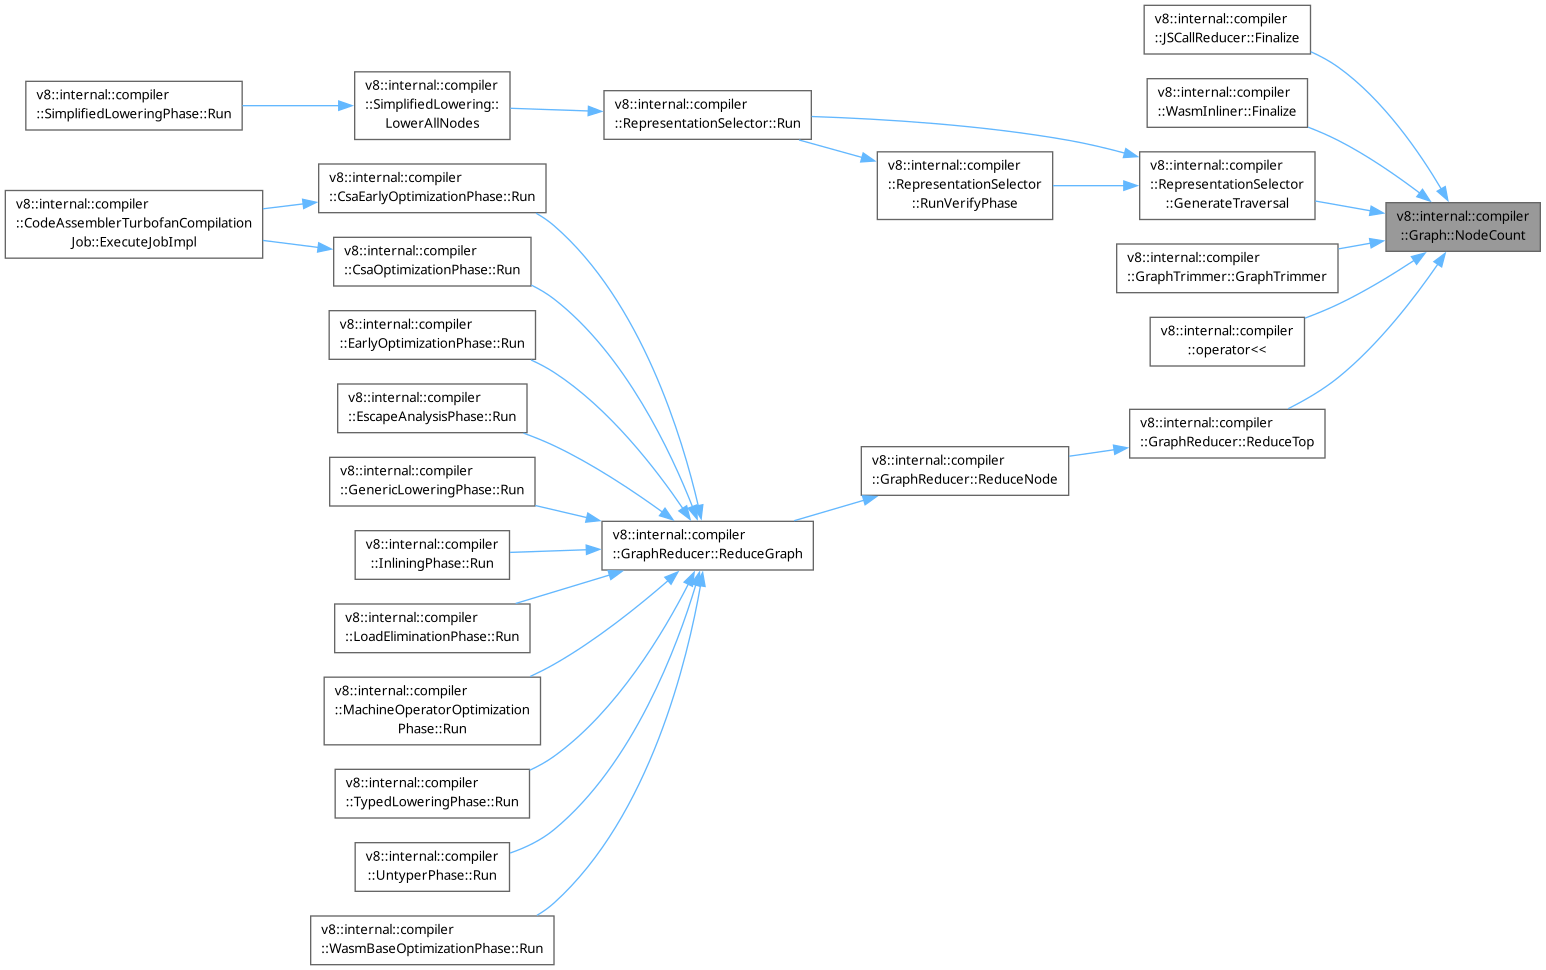 v8::internal::compiler
::JSCallReducer::Finalize
v8::internal::compiler
::WasmInliner::Finalize
v8::internal::compiler
::SimplifiedLoweringPhase::Run
v8::internal::compiler
::SimplifiedLowering::
LowerAllNodes
v8::internal::compiler
::RepresentationSelector::Run
v8::internal::compiler
::RepresentationSelector
::RunVerifyPhase
v8::internal::compiler
::RepresentationSelector
::GenerateTraversal
v8::internal::compiler
::Graph::NodeCount
v8::internal::compiler
::CsaEarlyOptimizationPhase::Run
v8::internal::compiler
::CodeAssemblerTurbofanCompilation
Job::ExecuteJobImpl
v8::internal::compiler
::CsaOptimizationPhase::Run
v8::internal::compiler
::GraphTrimmer::GraphTrimmer
v8::internal::compiler
::operator<<
v8::internal::compiler
::EarlyOptimizationPhase::Run
v8::internal::compiler
::EscapeAnalysisPhase::Run
v8::internal::compiler
::GraphReducer::ReduceTop
v8::internal::compiler
::GraphReducer::ReduceNode
v8::internal::compiler
::GenericLoweringPhase::Run
v8::internal::compiler
::GraphReducer::ReduceGraph
v8::internal::compiler
::InliningPhase::Run
v8::internal::compiler
::LoadEliminationPhase::Run
v8::internal::compiler
::MachineOperatorOptimization
Phase::Run
v8::internal::compiler
::TypedLoweringPhase::Run
v8::internal::compiler
::UntyperPhase::Run
v8::internal::compiler
::WasmBaseOptimizationPhase::Run